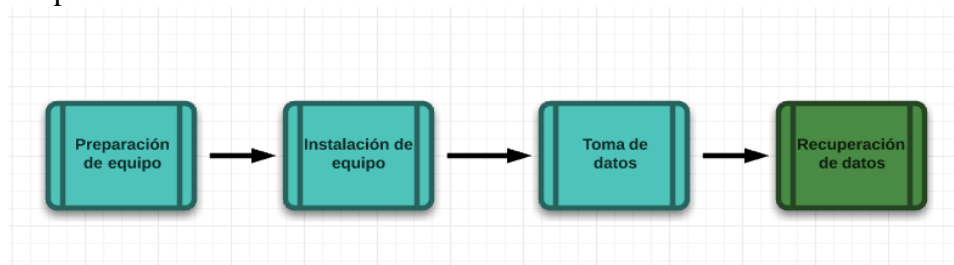 Preparación
de equipo
Instalación de
equipo
Toma de
datos
Recuperación
de datos